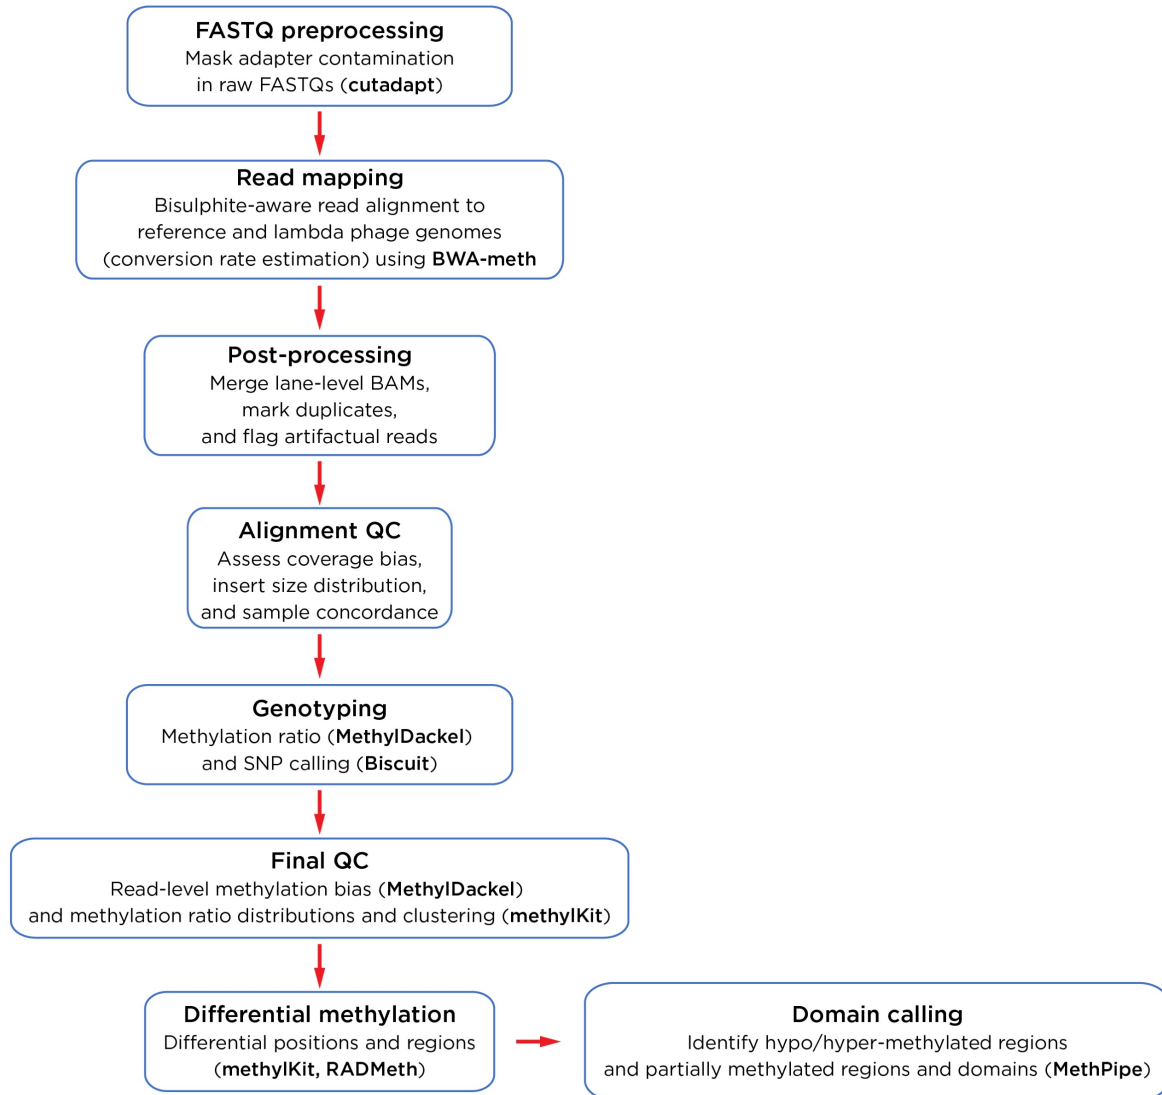 FASTQ preprocessing
Mask adapter contamination
in raw FASTQs (cutadapt)
Read mapping
Bisulphite-aware read alignment to
reference and lambda phage genomes
(conversion rate estimation) using BWA-meth
Post-processing
Merge lane-level BAMs,
mark duplicates,
and flag artifactual reads
Alignment QC
Assess coverage bias,
insert size distribution,
and sample concordance
Genotyping
Methylation ratio (MethylDackel)
and SNP calling (Biscuit)
Final QC
Read-level methylation bias (MethylDackel)
and methylation ratio distributions and clustering (methylKit)
Differential methylation
Differential positions and regions
(methylKit, RADMeth)
Domain calling
Identify hypo/hyper-methylated regions
and partially methylated regions and domains (MethPipe)